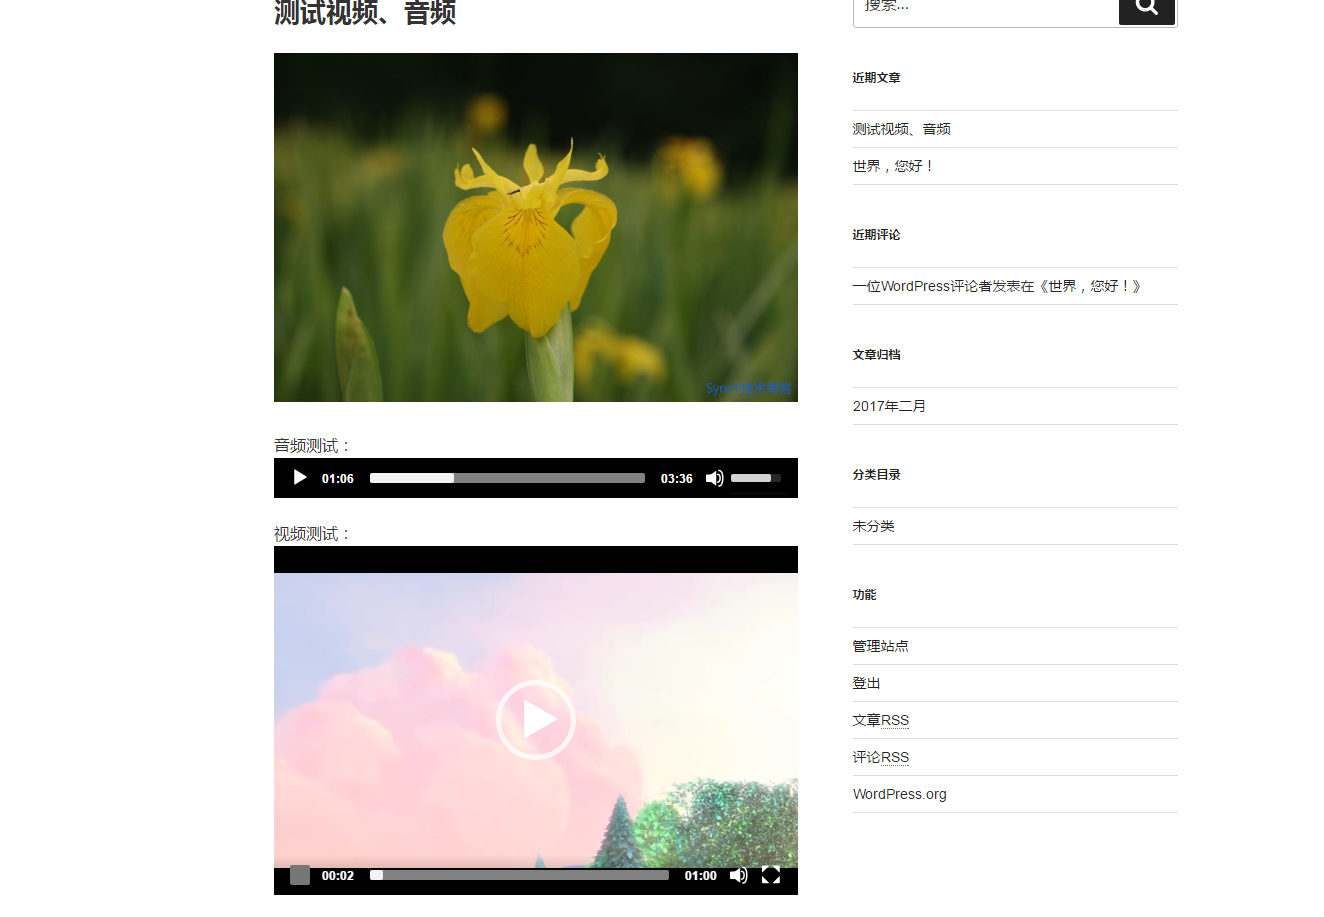 测试视频、音频
音频测试：
01:06
03:36
视频测试：
00:02
01:00
搜索...
近期文章
测试视频、音频
世界，您好！
近期评论
一位WordPress评论者发表在《世界，您好！》
文章归档
2017年二月
分类目录
未分类
功能
管理站点
登出
文章RSS
评论RSS
WordPress.org